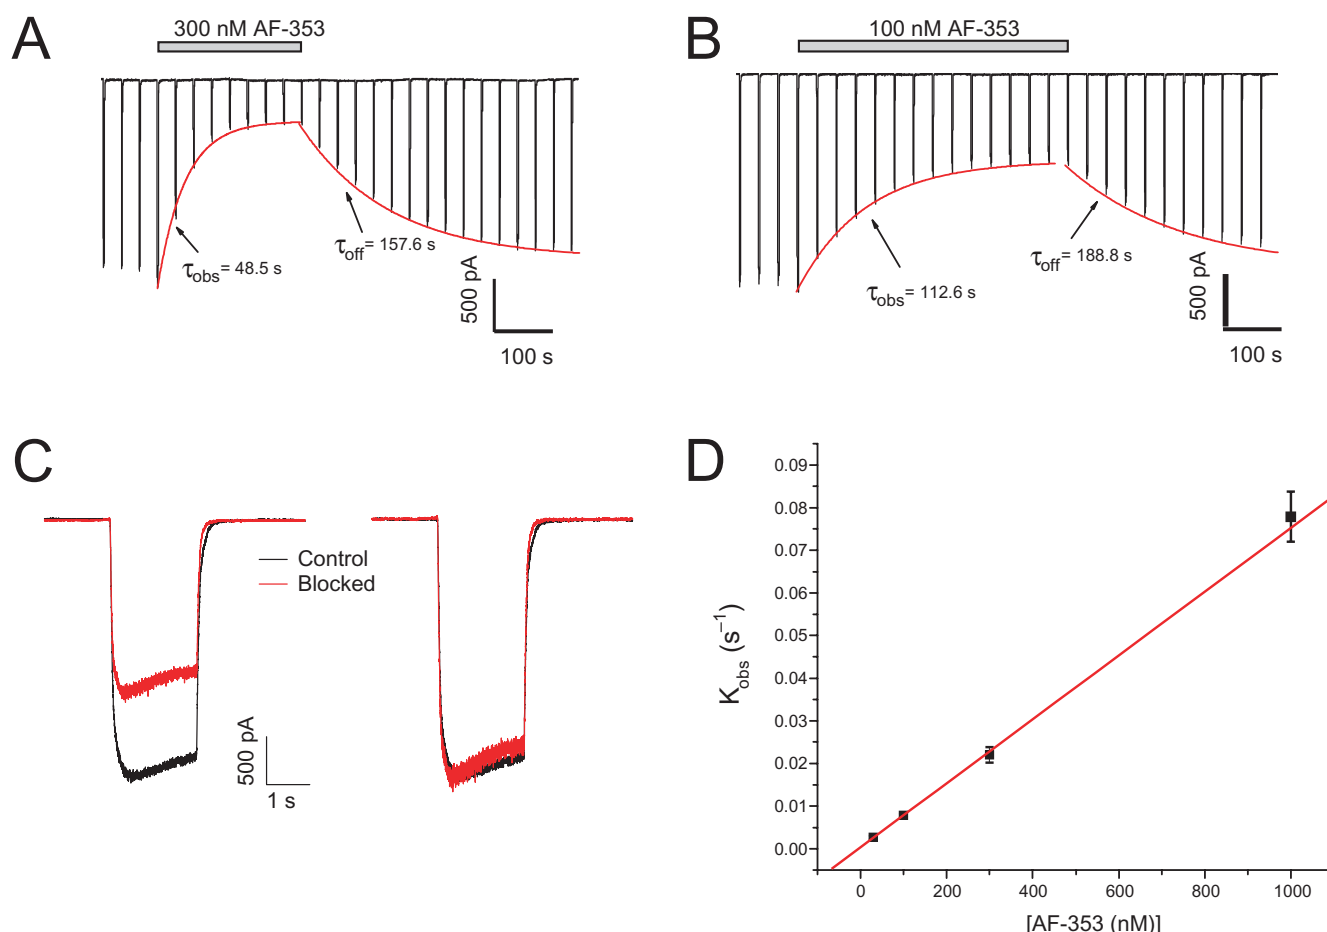 A
300 nM AF-353
τobs= 48.5 s
τoff= 157.6 s
500 pA
100 s
B
100 nM AF-353
τobs= 112.6 s
τoff= 188.8 s
500 pA
100 s
C
Control
Blocked
500 pA
1 s
D
Kobs (s⁻¹)
0.09
0.08
0.07
0.06
0.05
0.04
0.03
0.02
0.01
0.00
0 200 400 600 800 1000
[AF-353 (nM)]